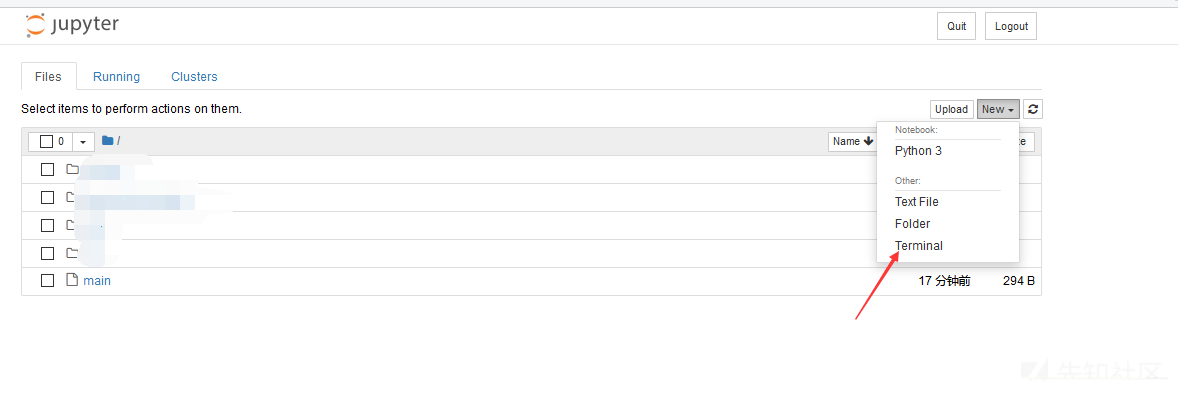 jupyter
Quit
Logout
Files
Running
Clusters
Select items to perform actions on them.
Upload
New
0
/
Name
Notebook:
Python 3
Other:
Text File
Folder
Terminal
main
17 分钟前
294 B
先知社区